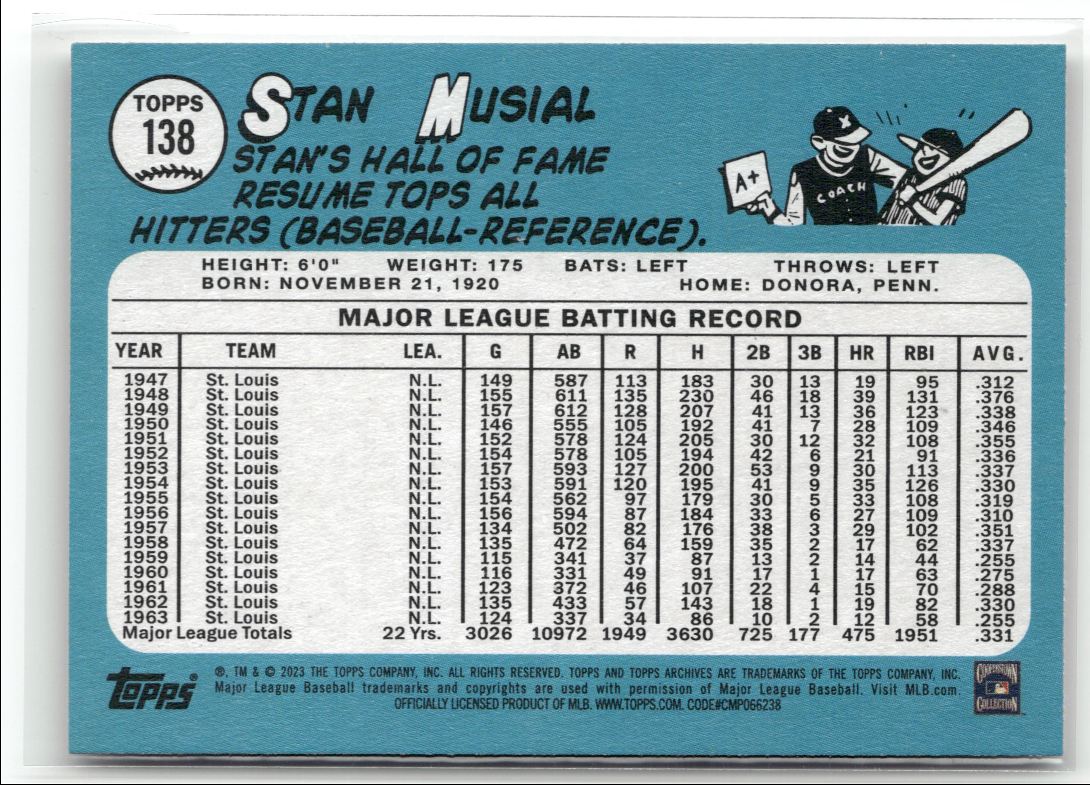 TOPPS
138
STAN MUSIAL
STAN'S HALL OF FAME
RESUME TOPS ALL
HITTERS (BASEBALL-REFERENCE).
A+
X
COACH
HEIGHT: 6'0" WEIGHT: 175 BATS: LEFT THROWS: LEFT
BORN: NOVEMBER 21, 1920 HOME: DONORA, PENN.
MAJOR LEAGUE BATTING RECORD
YEAR TEAM LEA. G AB R H 2B 3B HR RBI AVG.
1947 St. Louis N.L. 149 587 113 183 30 13 19 95 .312
1948 St. Louis N.L. 155 611 135 230 46 18 39 131 .376
1949 St. Louis N.L. 157 612 128 207 41 13 36 123 .338
1950 St. Louis N.L. 146 555 105 192 41 7 28 109 .346
1951 St. Louis N.L. 152 578 124 205 30 12 32 108 .355
1952 St. Louis N.L. 154 578 105 194 42 6 21 91 .336
1953 St. Louis N.L. 157 593 127 200 53 9 30 113 .337
1954 St. Louis N.L. 153 591 120 195 41 9 35 126 .330
1955 St. Louis N.L. 154 562 97 179 30 5 33 108 .319
1956 St. Louis N.L. 156 594 87 184 33 6 27 109 .310
1957 St. Louis N.L. 134 502 82 176 38 3 29 102 .351
1958 St. Louis N.L. 135 472 64 159 35 2 17 62 .337
1959 St. Louis N.L. 115 341 37 87 13 2 14 44 .255
1960 St. Louis N.L. 116 331 49 91 17 1 17 63 .275
1961 St. Louis N.L. 123 372 46 107 22 4 15 70 .288
1962 St. Louis N.L. 135 433 57 143 18 1 19 82 .330
1963 St. Louis N.L. 124 337 34 86 10 2 12 58 .255
Major League Totals 22 Yrs. 3026 10972 1949 3630 725 177 475 1951 .331
topps®
®, TM & © 2023 THE TOPPS COMPANY, INC. ALL RIGHTS RESERVED. TOPPS AND TOPPS ARCHIVES ARE TRADEMARKS OF THE TOPPS COMPANY, INC.
Major League Baseball trademarks and copyrights are used with permission of Major League Baseball. Visit MLB.com.
OFFICIALLY LICENSED PRODUCT OF MLB. WWW.TOPPS.COM. CODE#CMP066238
COOPERSTOWN
COLLECTION